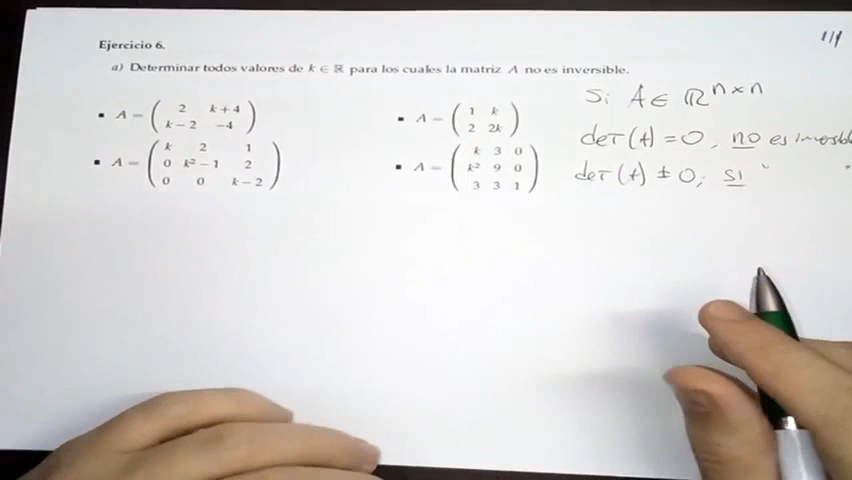 1/1
Ejercicio 6.
a) Determinar todos valores de k ∈ ℝ para los cuales la matriz A no es inversible.
▪ A = ( 2 k+4 ; k−2 −4 )
▪ A = ( 1 k ; 2 2k )
▪ A = ( k 2 1 ; 0 k²−1 2 ; 0 0 k−2 )
▪ A = ( k 3 0 ; k² 9 0 ; 3 3 1 )
Si A ∈ ℝ^n×n
det(A) = 0, no es
det(A) ≠ 0; si "